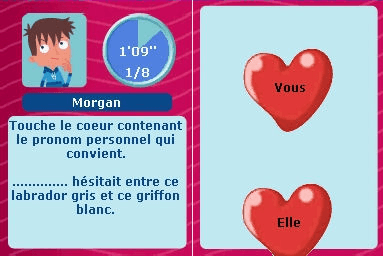 1'09"
1/8
Morgan
Touche le coeur contenant
le pronom personnel qui
convient.
.............. hésitait entre ce
labrador gris et ce griffon
blanc.
Vous
Elle